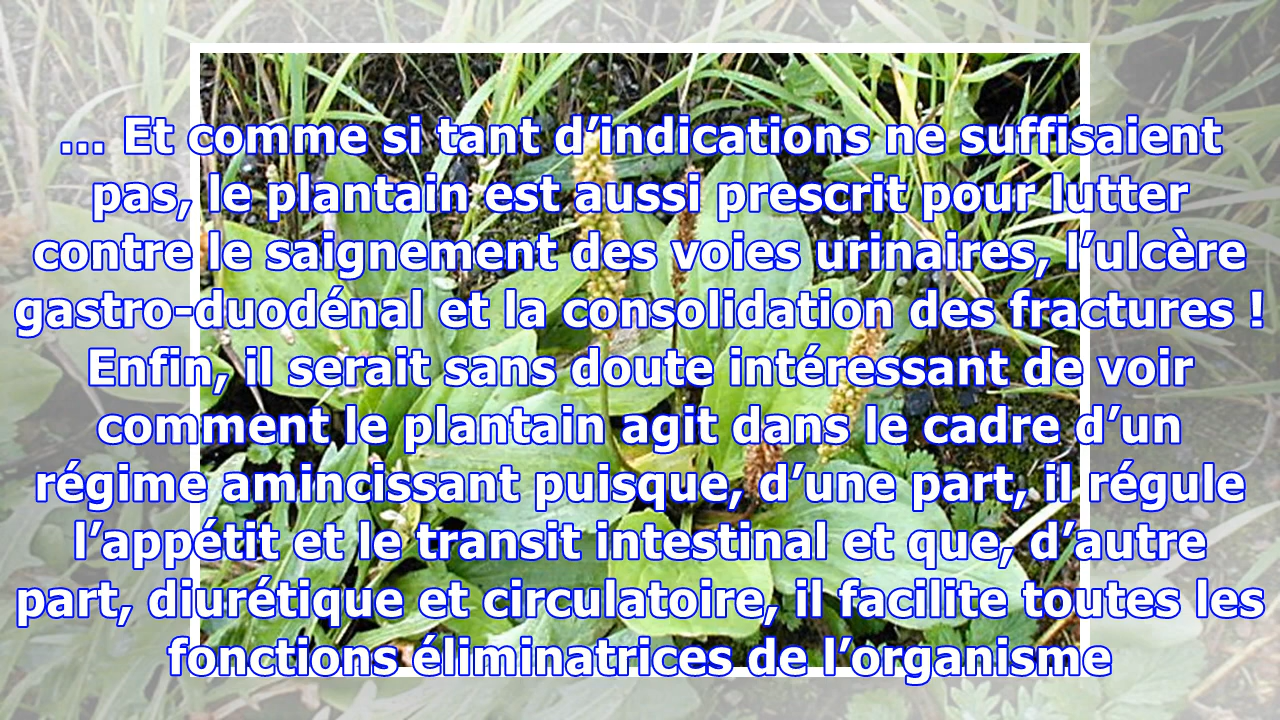 ... Et comme si tant d’indications ne suffisaient
pas, le plantain est aussi prescrit pour lutter
contre le saignement des voies urinaires, l’ulcère
gastro-duodénal et la consolidation des fractures !
Enfin, il serait sans doute intéressant de voir
comment le plantain agit dans le cadre d’un
régime amincissant puisque, d’une part, il régule
l’appétit et le transit intestinal et que, d’autre
part, diurétique et circulatoire, il facilite toutes les
fonctions éliminatrices de l’organisme